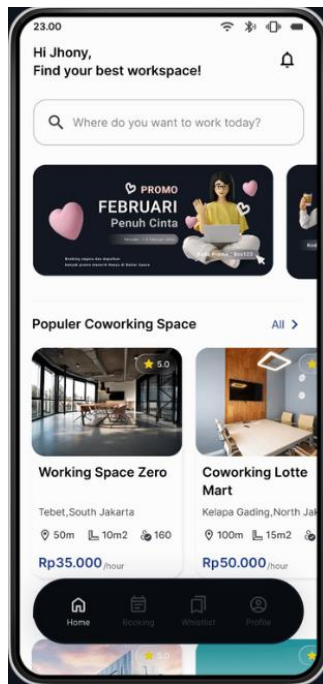 23.00
Hi Jhony,
Find your best workspace!
Where do you want to work today?
PROMO
FEBRUARI
Penuh Cinta
Populer Coworking Space
All >
5.0
Working Space Zero
Tebet,South Jakarta
50m 10m2 160
Rp35.000/hour
Coworking Lotte
Mart
Kelapa Gading,North Jak
100m 15m2
Rp50.000/hour
Home
Booking
Whistlist
Profile
5.0